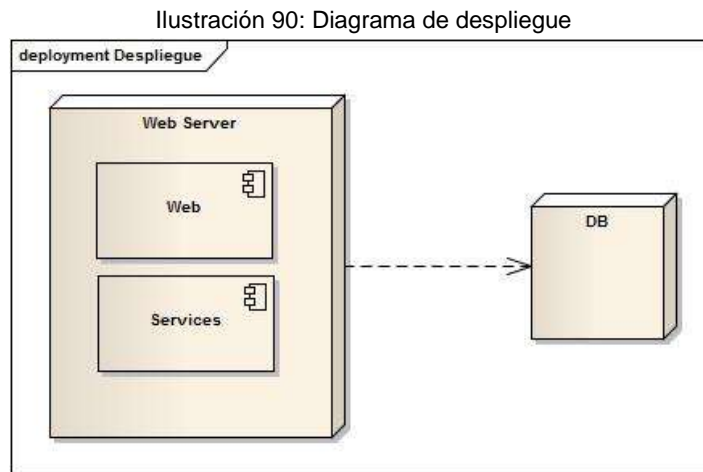 Ilustración 90: Diagrama de despliegue
deployment Despliegue
Web Server
Web
Services
DB